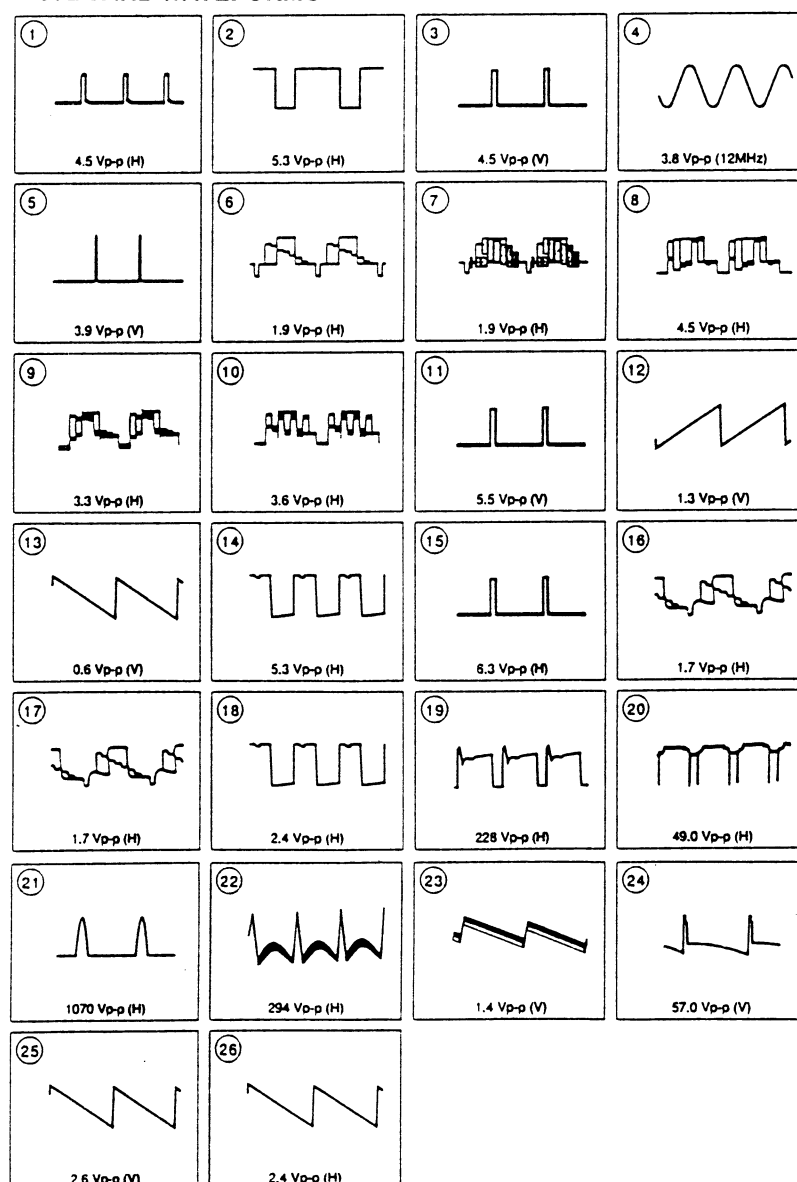 1 2 3 4
4.5 Vp-p (H) 5.3 Vp-p (H) 4.5 Vp-p (V) 3.8 Vp-p (12MHz)
5 6 7 8
3.9 Vp-p (V) 1.9 Vp-p (H) 1.9 Vp-p (H) 4.5 Vp-p (H)
9 10 11 12
3.3 Vp-p (H) 3.6 Vp-p (H) 5.5 Vp-p (V) 1.3 Vp-p (V)
13 14 15 16
0.6 Vp-p (V) 5.3 Vp-p (H) 6.3 Vp-p (H) 1.7 Vp-p (H)
17 18 19 20
1.7 Vp-p (H) 2.4 Vp-p (H) 228 Vp-p (H) 49.0 Vp-p (H)
21 22 23 24
1070 Vp-p (H) 294 Vp-p (H) 1.4 Vp-p (V) 57.0 Vp-p (V)
25 26
2.6 Vp-p (V) 2.4 Vp-p (H)